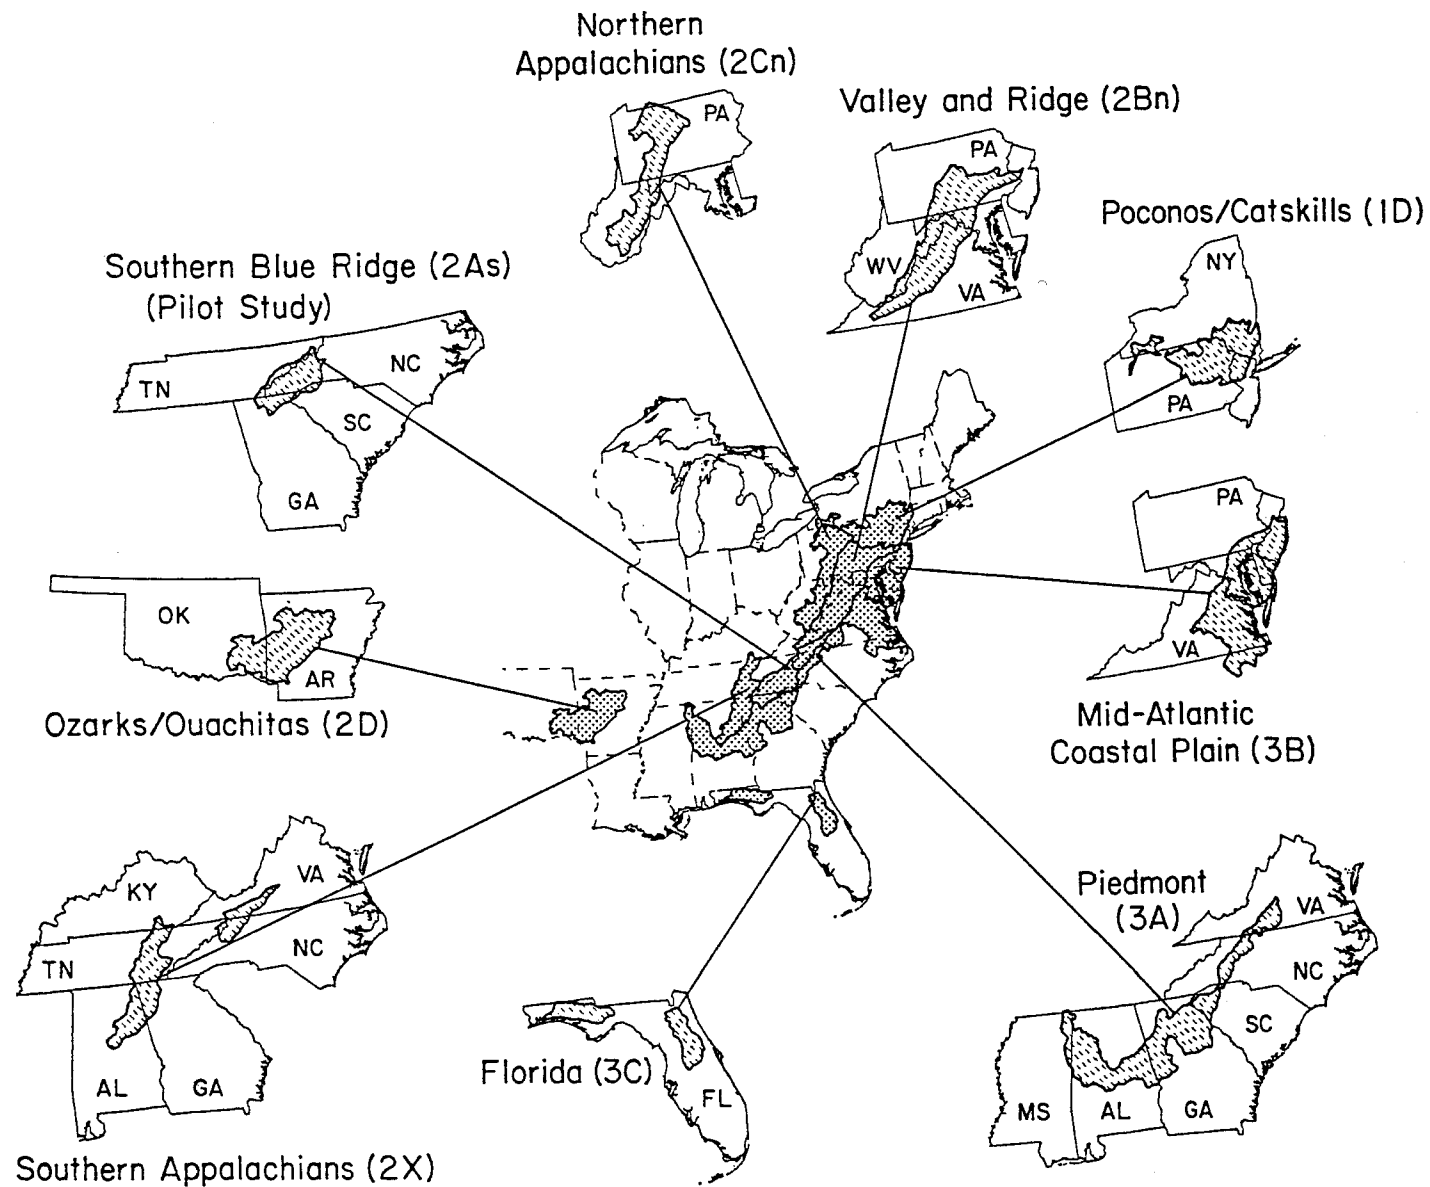 Northern
Appalachians (2Cn)
PA
Valley and Ridge (2Bn)
PA
WV
VA
Poconos/Catskills (1D)
NY
PA
Southern Blue Ridge (2As)
(Pilot Study)
TN
NC
SC
GA
PA
VA
Mid-Atlantic
Coastal Plain (3B)
OK
AR
Ozarks/Ouachitas (2D)
KY
VA
TN
NC
AL
GA
Southern Appalachians (2X)
Florida (3C)
FL
Piedmont
(3A)
VA
NC
SC
MS
AL
GA